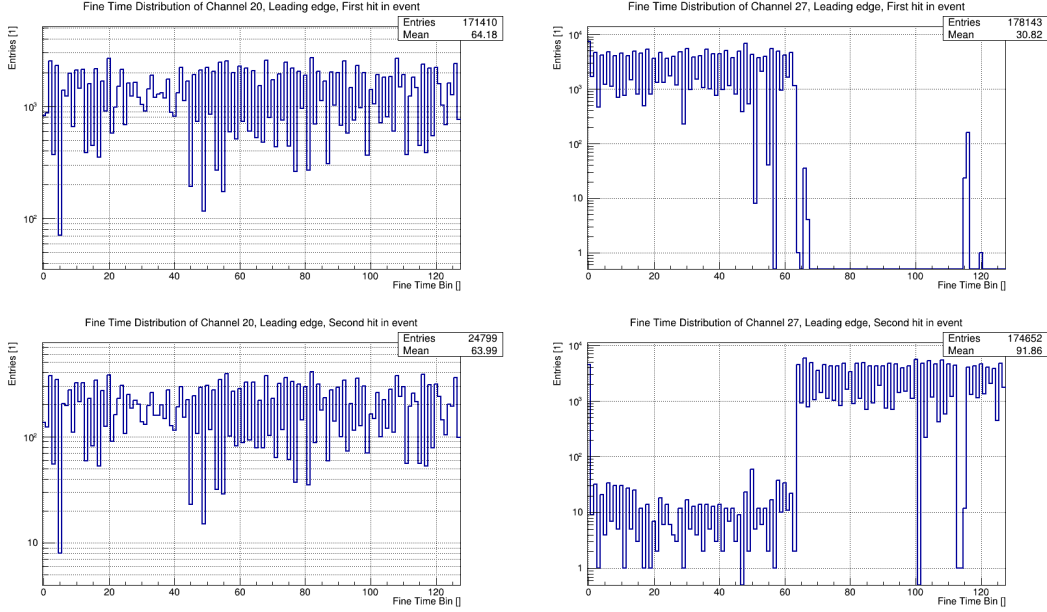 Fine Time Distribution of Channel 20, Leading edge, First hit in event
Entries 171410
Mean 64.18
Entries [1]
10³
10²
0 20 40 60 80 100 120
Fine Time Bin []
Fine Time Distribution of Channel 27, Leading edge, First hit in event
Entries 178143
Mean 30.82
Entries [1]
10⁴
10³
10²
10
1
0 20 40 60 80 100 120
Fine Time Bin []
Fine Time Distribution of Channel 20, Leading edge, Second hit in event
Entries 24799
Mean 63.99
Entries [1]
10²
10
0 20 40 60 80 100 120
Fine Time Bin []
Fine Time Distribution of Channel 27, Leading edge, Second hit in event
Entries 174652
Mean 91.86
Entries [1]
10⁴
10³
10²
10
1
0 20 40 60 80 100 120
Fine Time Bin []